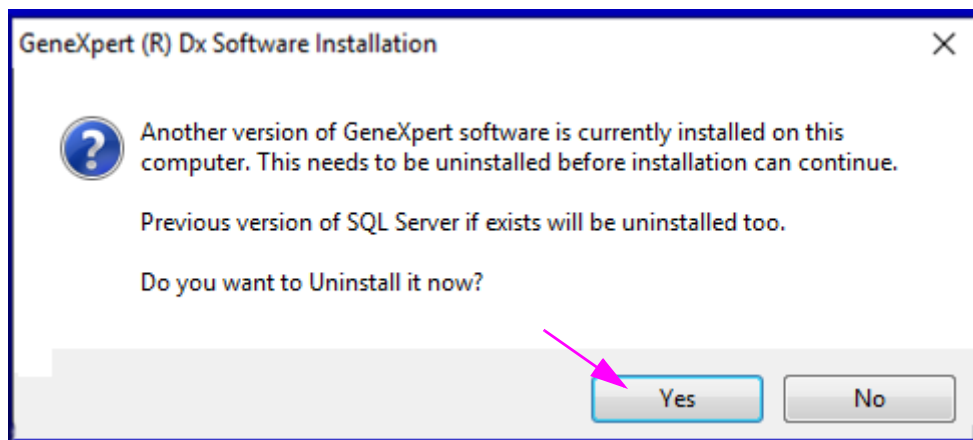 GeneXpert (R) Dx Software Installation
Another version of GeneXpert software is currently installed on this
computer. This needs to be uninstalled before installation can continue.
Previous version of SQL Server if exists will be uninstalled too.
Do you want to Uninstall it now?
Yes
No